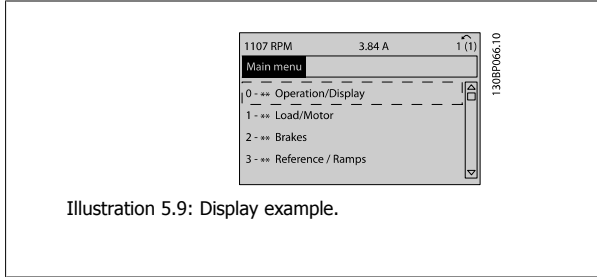 1107 RPM 3.84 A 1 (1)
Main menu
0 - ** Operation/Display
1 - ** Load/Motor
2 - ** Brakes
3 - ** Reference / Ramps
130BP066.10
Illustration 5.9: Display example.